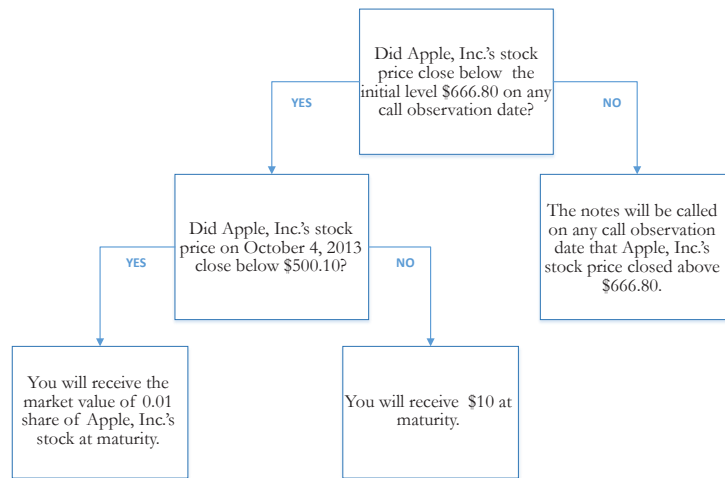 Did Apple, Inc.'s stock
price close below the
initial level $666.80 on any
call observation date?
YES
NO
Did Apple, Inc.'s stock
price on October 4, 2013
close below $500.10?
The notes will be called
on any call observation
date that Apple, Inc.'s
stock price closed above
$666.80.
YES
NO
You will receive the
market value of 0.01
share of Apple, Inc.'s
stock at maturity.
You will receive $10 at
maturity.